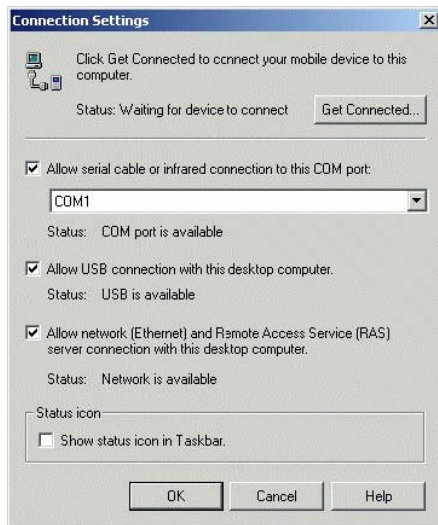 Connection Settings
Click Get Connected to connect your mobile device to this
computer.
Status: Waiting for device to connect
Get Connected...
Allow serial cable or infrared connection to this COM port:
COM1
Status: COM port is available
Allow USB connection with this desktop computer.
Status: USB is available
Allow network (Ethernet) and Remote Access Service (RAS)
server connection with this desktop computer.
Status: Network is available
Status icon
Show status icon in Taskbar.
OK Cancel Help